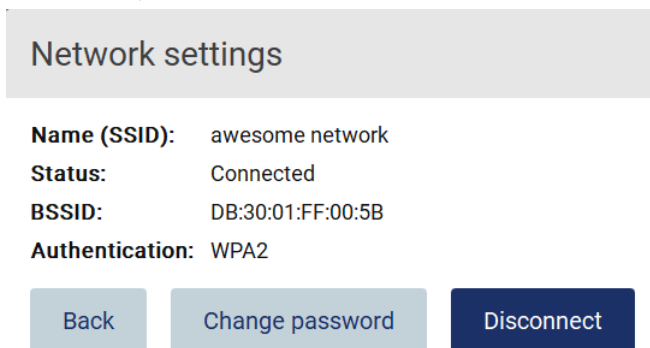 Network settings
Name (SSID): awesome network
Status: Connected
BSSID: DB:30:01:FF:00:5B
Authentication: WPA2
Back Change password Disconnect